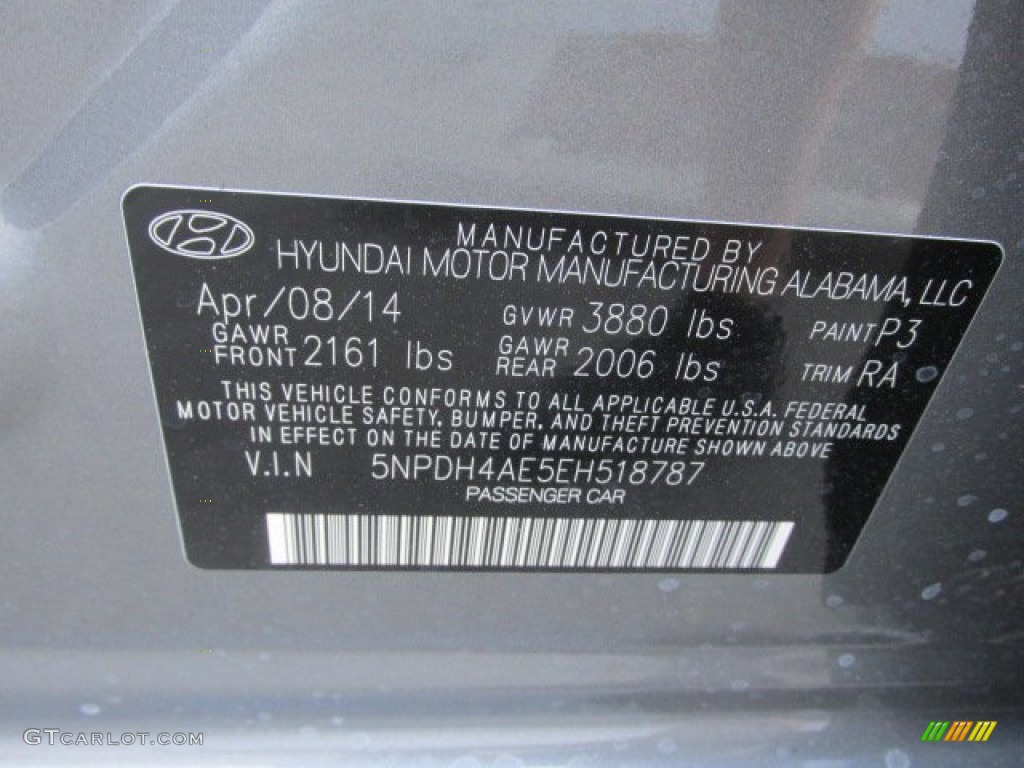 MANUFACTURED BY
HYUNDAI MOTOR MANUFACTURING ALABAMA, LLC
Apr/08/14 GVWR 3880 lbs PAINT P3
GAWR FRONT 2161 lbs GAWR REAR 2006 lbs TRIM RA
THIS VEHICLE CONFORMS TO ALL APPLICABLE U.S.A. FEDERAL
MOTOR VEHICLE SAFETY, BUMPER, AND THEFT PREVENTION STANDARDS
IN EFFECT ON THE DATE OF MANUFACTURE SHOWN ABOVE
V.I.N 5NPDH4AE5EH518787
PASSENGER CAR
GTCARLOT.COM